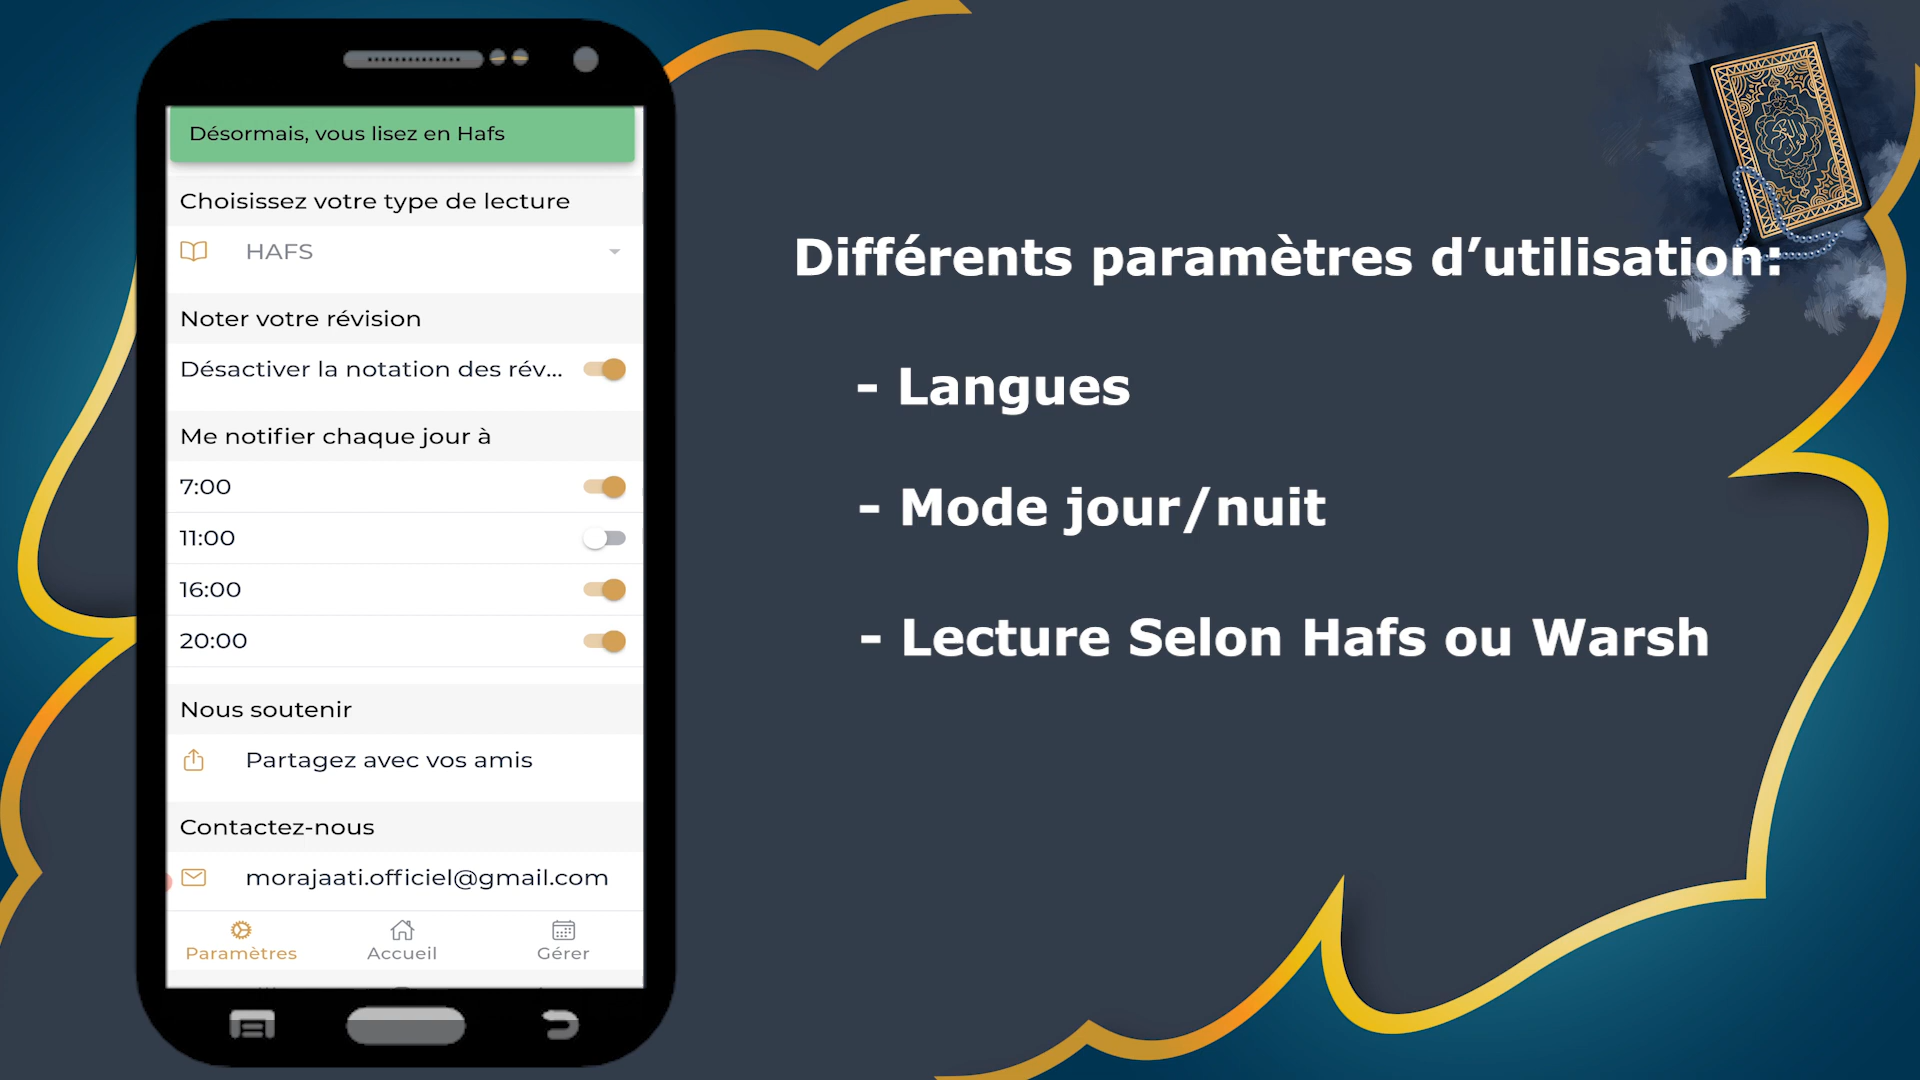 Désormais, vous lisez en Hafs
Choisissez votre type de lecture
HAFS
Noter votre révision
Désactiver la notation des rév...
Me notifier chaque jour à
7:00
11:00
16:00
20:00
Nous soutenir
Partagez avec vos amis
Contactez-nous
morajaati.officiel@gmail.com
Paramètres
Accueil
Gérer
Différents paramètres d’utilisation:
- Langues
- Mode jour/nuit
- Lecture Selon Hafs ou Warsh